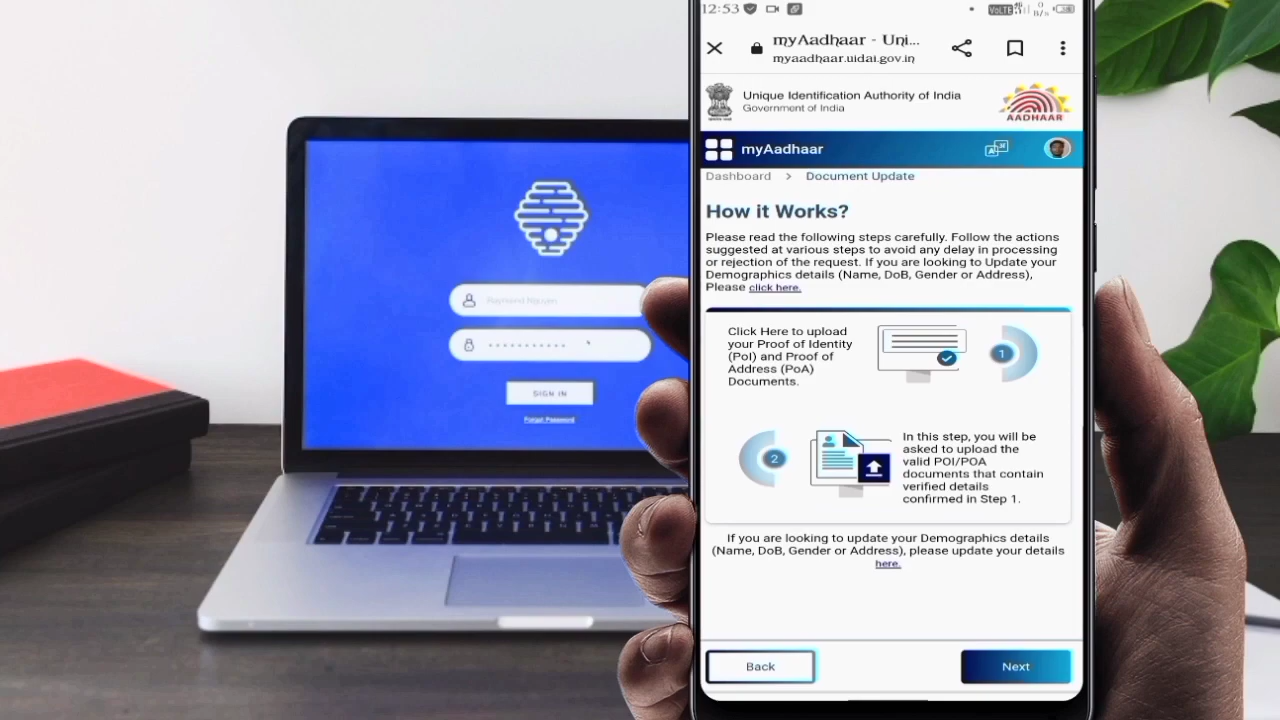 12:53
myAadhaar - Uni...
myaadhaar.uidai.gov.in
Unique Identification Authority of India
Government of India
AADHAAR
myAadhaar
Dashboard > Document Update
How it Works?
Please read the following steps carefully. Follow the actions
suggested at various steps to avoid any delay in processing
or rejection of the request. If you are looking to Update your
Demographics details (Name, DoB, Gender or Address),
Please click here.
Click Here to upload
your Proof of Identity
(PoI) and Proof of
Address (PoA)
Documents.
1
2
In this step, you will be
asked to upload the
valid POI/POA
documents that contain
verified details
confirmed in Step 1.
If you are looking to update your Demographics details
(Name, DoB, Gender or Address), please update your details
here.
Back
Next
Raymond Nguyen
SIGN IN
Forgot Password